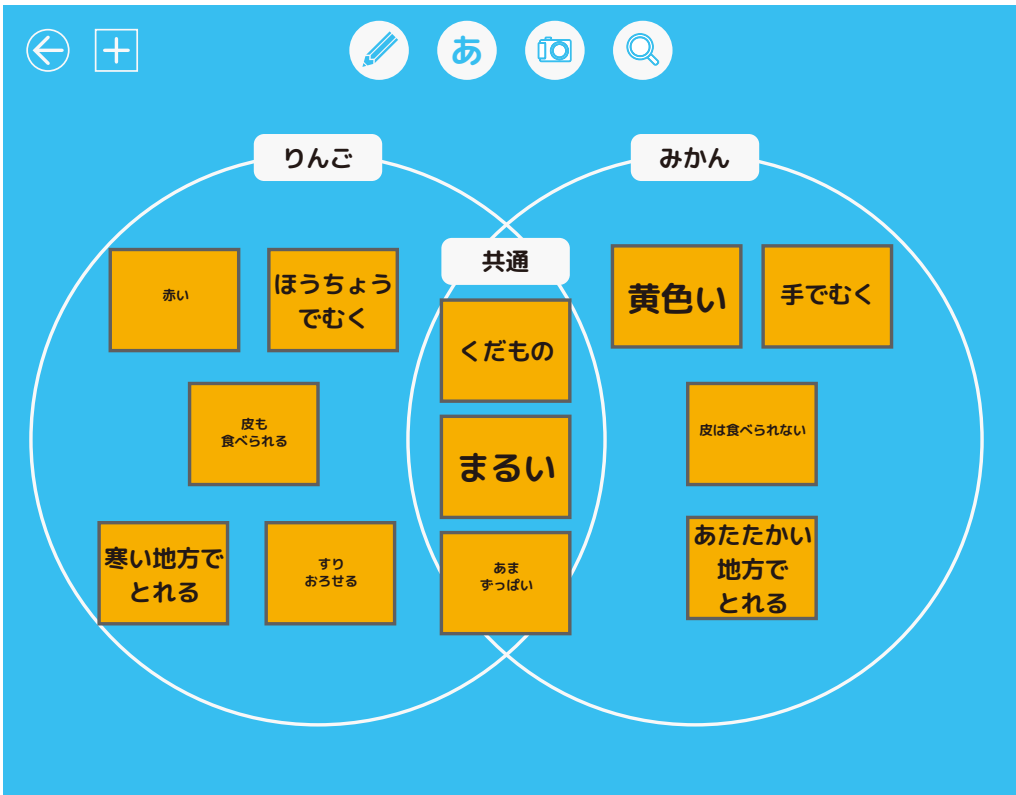 あ
りんご
みかん
共通
赤い
ほうちょう
でむく
皮も
食べられる
寒い地方で
とれる
すり
おろせる
くだもの
まるい
あま
ずっぱい
黄色い
手でむく
皮は食べられない
あたたかい
地方で
とれる